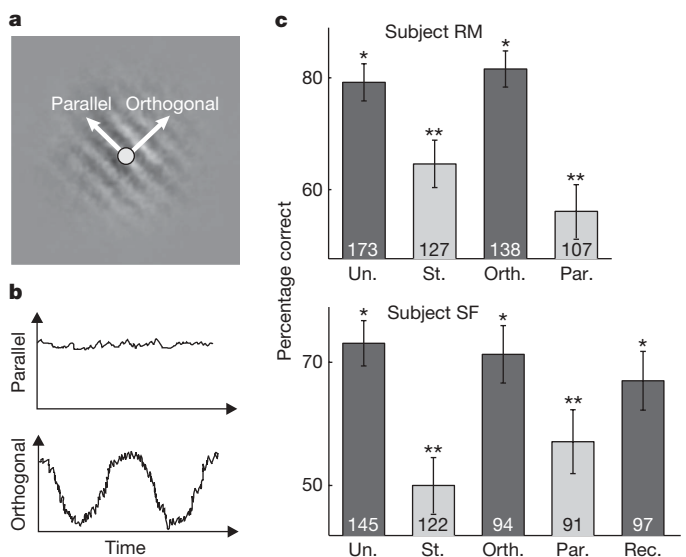 a
Parallel Orthogonal
b
Parallel
Orthogonal
Time
c
Percentage correct
Subject RM
80
60
* ** * **
173 127 138 107
Un. St. Orth. Par.
Subject SF
70
50
* ** * ** *
145 122 94 91 97
Un. St. Orth. Par. Rec.